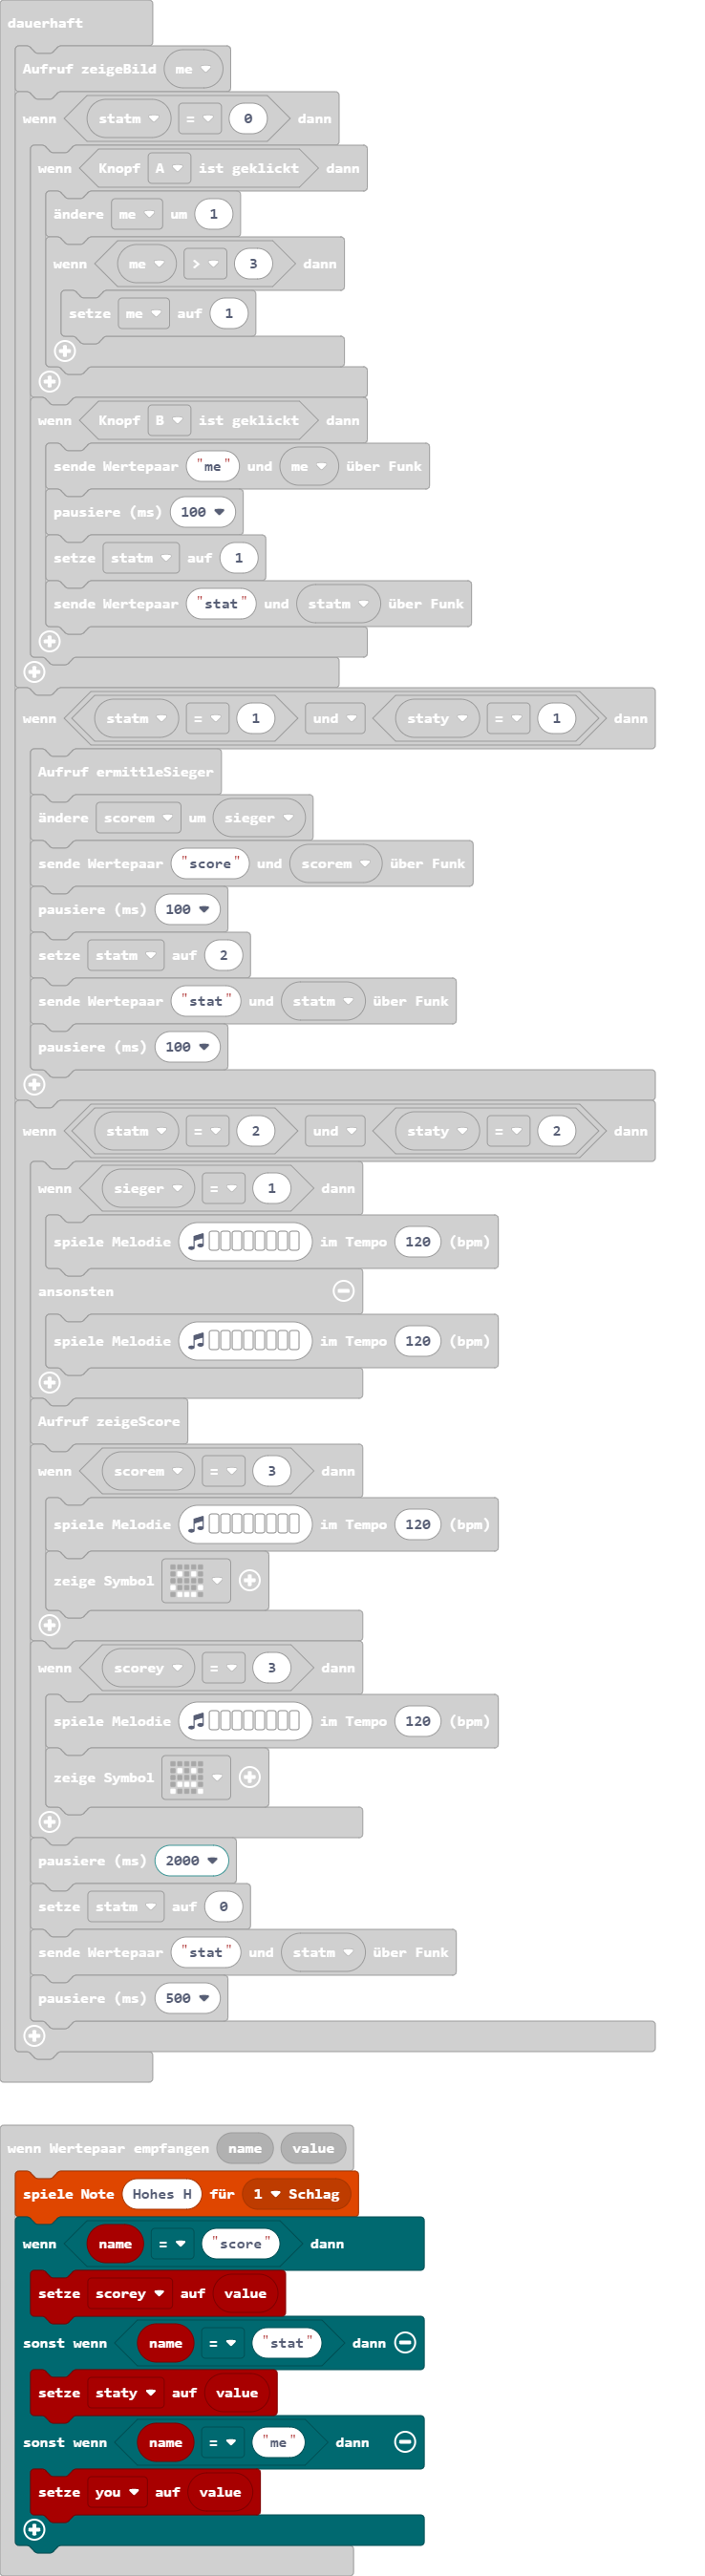 dauerhaft
Aufruf zeigeBild me
wenn statm = 0 dann
wenn Knopf A ist geklickt dann
ändere me um 1
wenn me > 3 dann
setze me auf 1
wenn Knopf B ist geklickt dann
sende Wertepaar "me" und me über Funk
pausiere (ms) 100
setze statm auf 1
sende Wertepaar "stat" und statm über Funk
wenn statm = 1 und staty = 1 dann
Aufruf ermittleSieger
ändere scorem um sieger
sende Wertepaar "score" und scorem über Funk
pausiere (ms) 100
setze statm auf 2
sende Wertepaar "stat" und statm über Funk
pausiere (ms) 100
wenn statm = 2 und staty = 2 dann
wenn sieger = 1 dann
spiele Melodie im Tempo 120 (bpm)
ansonsten
spiele Melodie im Tempo 120 (bpm)
Aufruf zeigeScore
wenn scorem = 3 dann
spiele Melodie im Tempo 120 (bpm)
zeige Symbol
wenn scorey = 3 dann
spiele Melodie im Tempo 120 (bpm)
zeige Symbol
pausiere (ms) 2000
setze statm auf 0
sende Wertepaar "stat" und statm über Funk
pausiere (ms) 500
wenn Wertepaar empfangen name value
spiele Note Hohes H für 1 Schlag
wenn name = "score" dann
setze scorey auf value
sonst wenn name = "stat" dann
setze staty auf value
sonst wenn name = "me" dann
setze you auf value